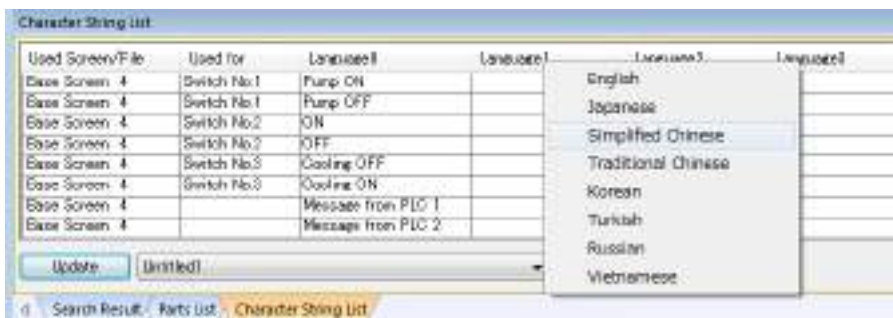 Character String List
Used Screen/File Used for Language0 Language1 Language2 Language3
Base Screen 4 Switch No.1 Pump ON
Base Screen 4 Switch No.1 Pump OFF
Base Screen 4 Switch No.2 ON
Base Screen 4 Switch No.2 OFF
Base Screen 4 Switch No.3 Cooling OFF
Base Screen 4 Switch No.3 Cooling ON
Base Screen 4 Message from PLC 1
Base Screen 4 Message from PLC 2
English
Japanese
Simplified Chinese
Traditional Chinese
Korean
Turkish
Russian
Vietnamese
Update Untitled1
Search Result Parts List Character String List